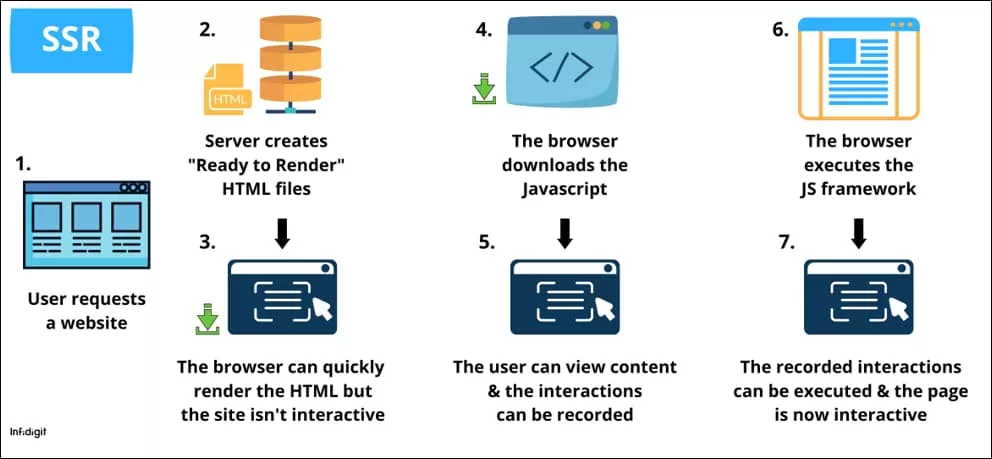 SSR
1.
User requests
a website
2.
HTML
Server creates
"Ready to Render"
HTML files
3.
The browser can quickly
render the HTML but
the site isn't interactive
4.
</>
The browser
downloads the
Javascript
5.
The user can view content
& the interactions
can be recorded
6.
The browser
executes the
JS framework
7.
The recorded interactions
can be executed & the page
is now interactive
Infidigit